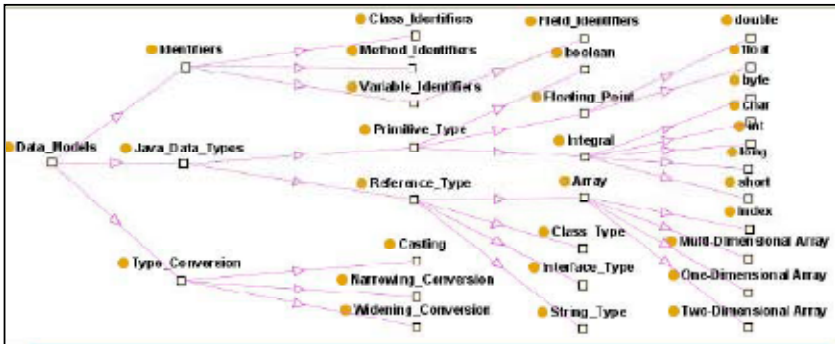 Class_Identifiers
Field_Identifiers
double
Identifiers
Method_Identifiers
boolean
float
Variable_Identifiers
Floating_Point
byte
char
Data_Models
Java_Data_Types
Primitive_Type
Integral
int
long
Reference_Type
Array
short
Index
Type_Conversion
Casting
Class_Type
Multi-Dimensional Array
Narrowing_Conversion
Interface_Type
One-Dimensional Array
Widening_Conversion
String_Type
Two-Dimensional Array